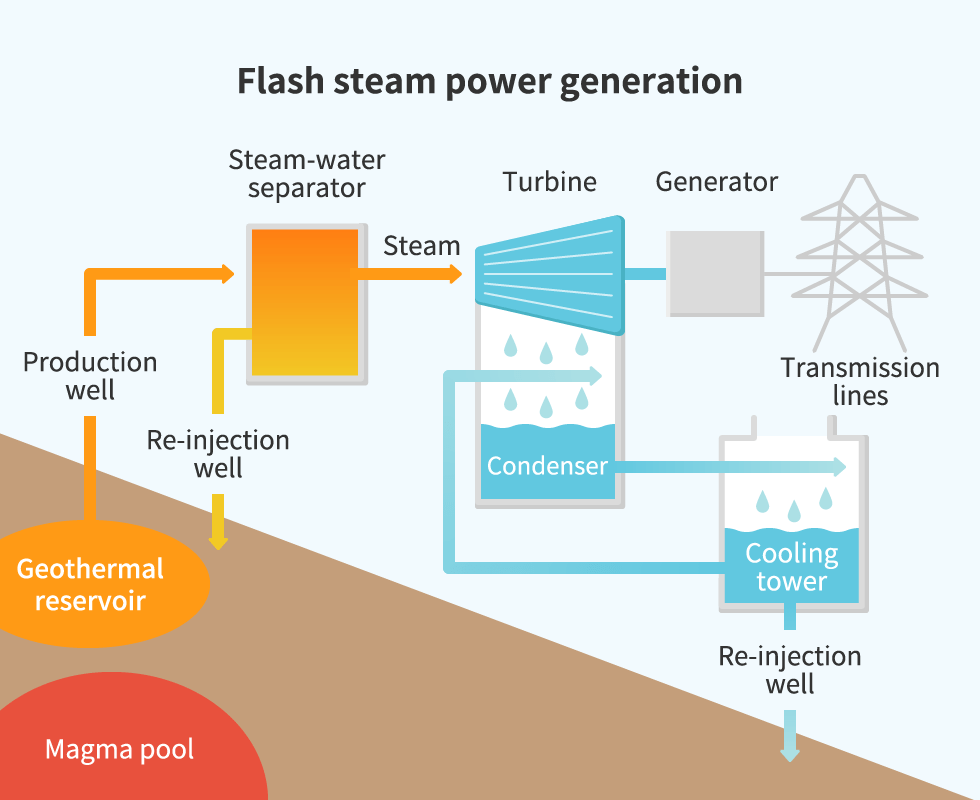 Flash steam power generation
Steam-water
separator
Turbine
Generator
Steam
Production
well
Transmission
lines
Re-injection
well
Condenser
Cooling
tower
Geothermal
reservoir
Re-injection
well
Magma pool